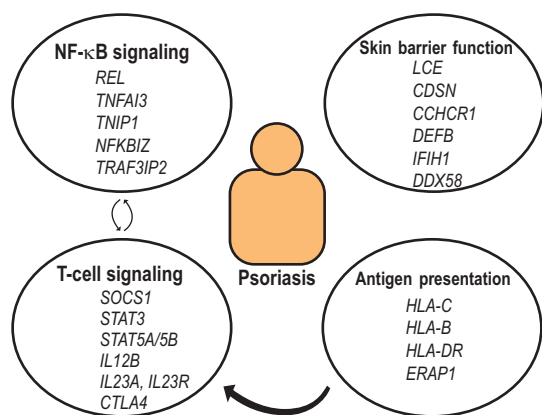 NF-κB signaling
REL
TNFAI3
TNIP1
NFKBIZ
TRAF3IP2
Skin barrier function
LCE
CDSN
CCHCR1
DEFB
IFIH1
DDX58
Psoriasis
T-cell signaling
SOCS1
STAT3
STAT5A/5B
IL12B
IL23A, IL23R
CTLA4
Antigen presentation
HLA-C
HLA-B
HLA-DR
ERAP1